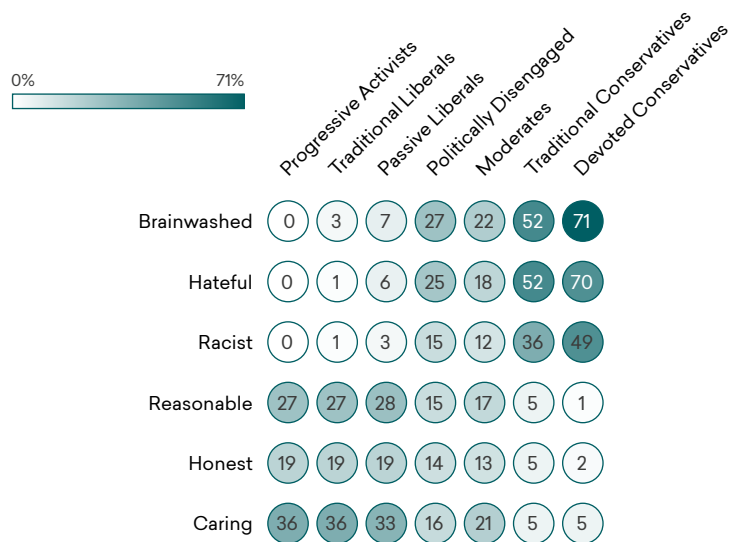 0% 71%
Progressive Activists
Traditional Liberals
Passive Liberals
Politically Disengaged
Moderates
Traditional Conservatives
Devoted Conservatives
Brainwashed 0 3 7 27 22 52 71
Hateful 0 1 6 25 18 52 70
Racist 0 1 3 15 12 36 49
Reasonable 27 27 28 15 17 5 1
Honest 19 19 19 14 13 5 2
Caring 36 36 33 16 21 5 5